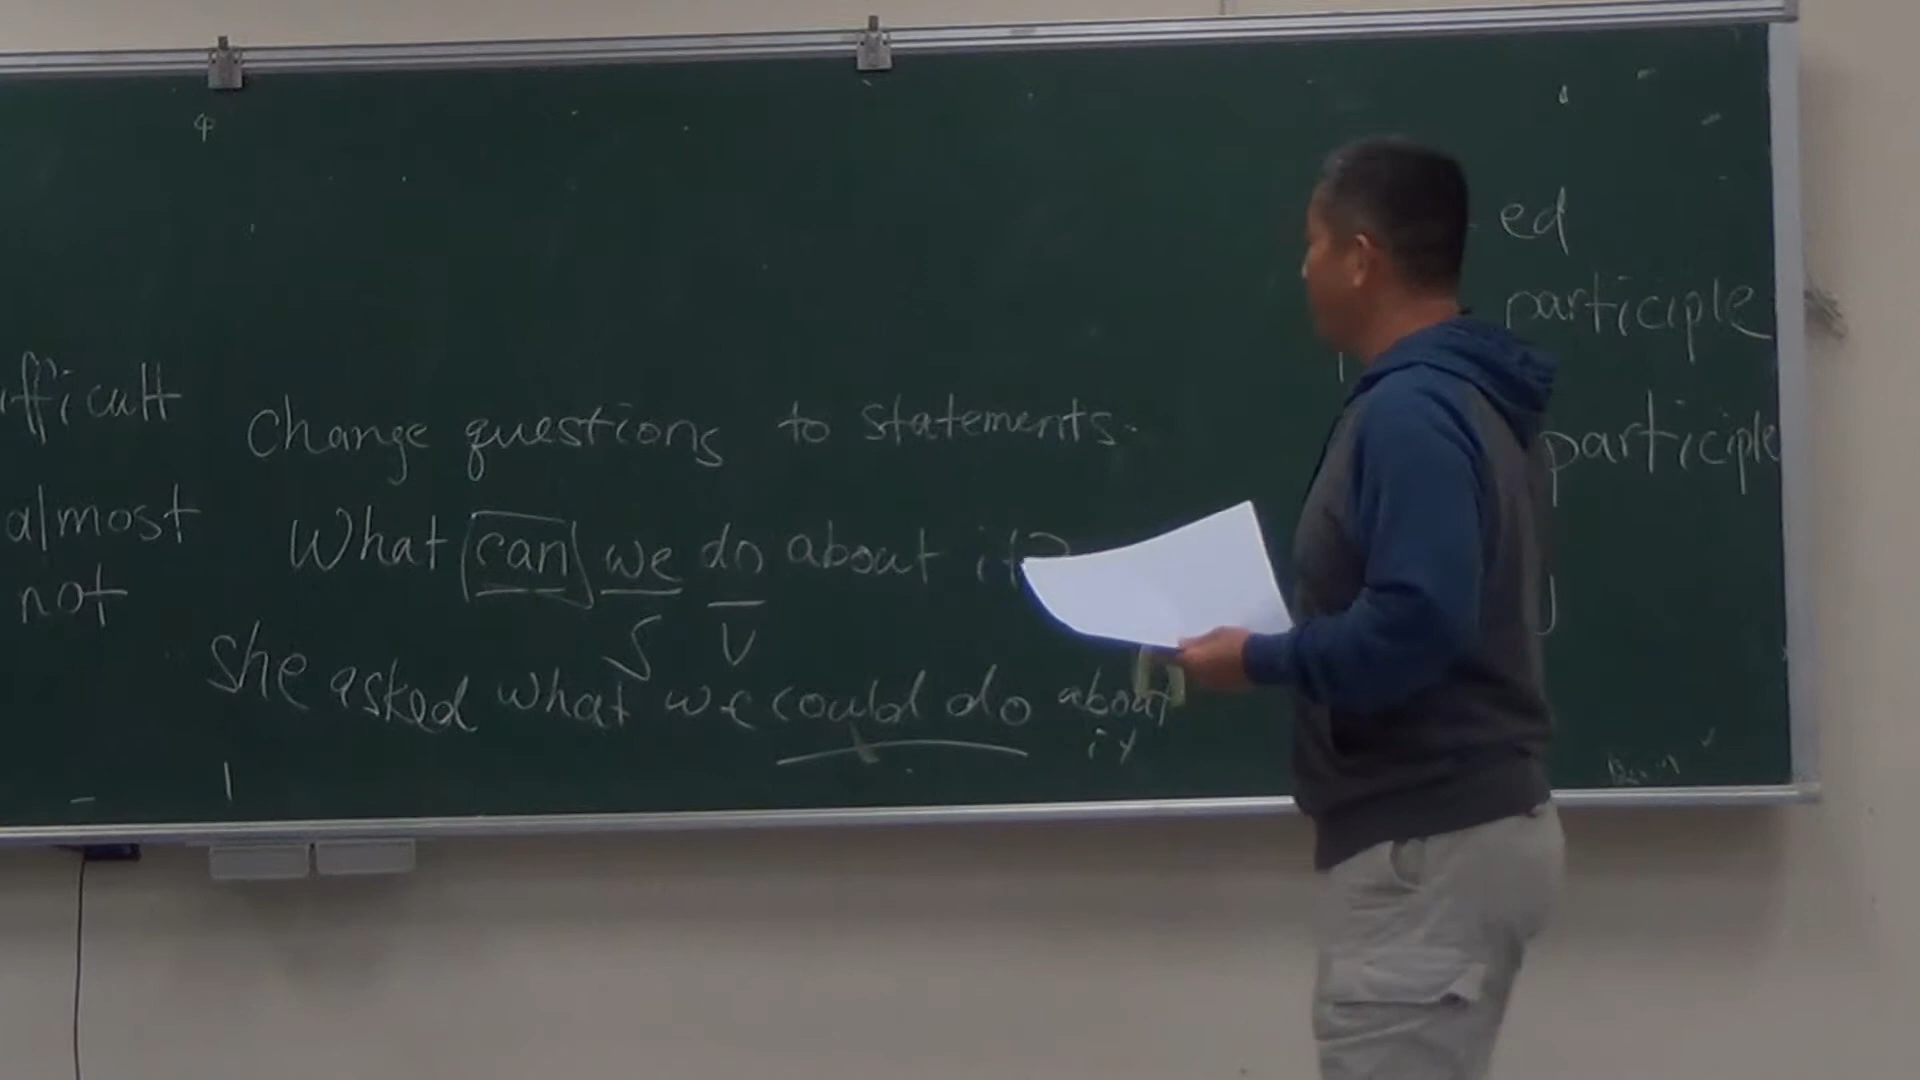 ifficult
almost
not
Change questions to statements.
What can we do about it?
S V
She asked what we could do about
it
ed
participle
participle